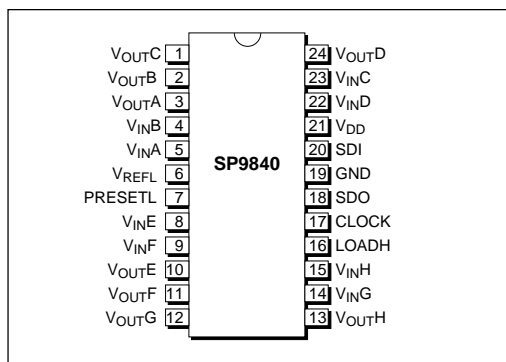 VOUTC 1 24 VOUTD
VOUTB 2 23 VINC
VOUTA 3 22 VIND
VINB 4 21 VDD
VINA 5 20 SDI
SP9840
VREFL 6 19 GND
PRESETL 7 18 SDO
VINE 8 17 CLOCK
VINF 9 16 LOADH
VOUTE 10 15 VINH
VOUTF 11 14 VING
VOUTG 12 13 VOUTH